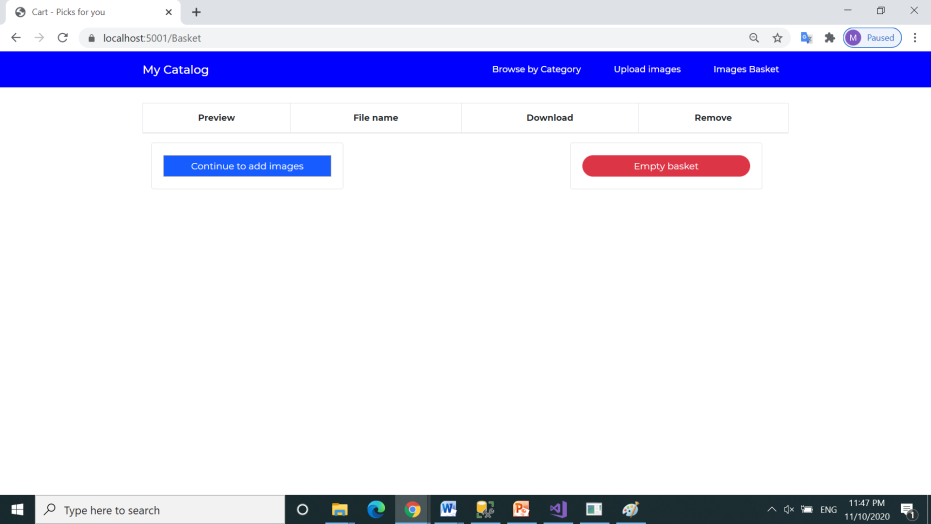 Cart - Picks for you
localhost:5001/Basket
M Paused
My Catalog Browse by Category Upload images Images Basket
Preview File name Download Remove
Continue to add images Empty basket
Type here to search
ENG
11:47 PM
11/10/2020
1